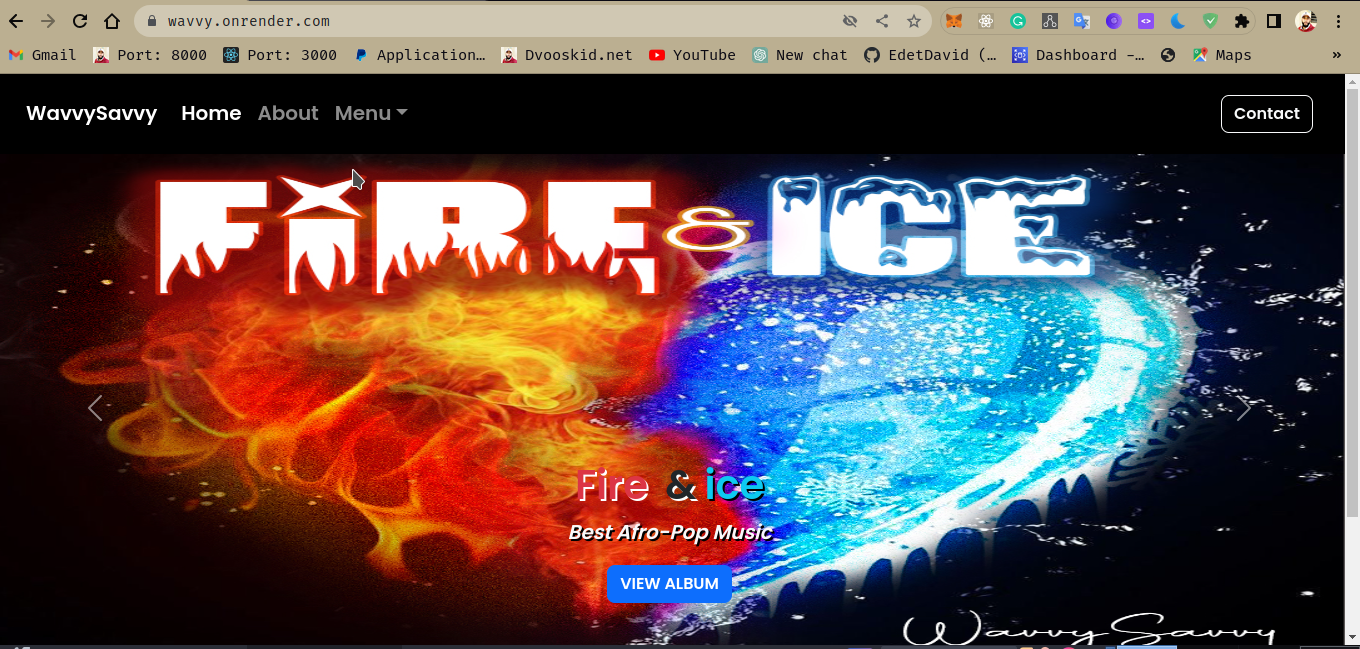 wavvy.onrender.com
Gmail Port: 8000 Port: 3000 Application… Dvooskid.net YouTube New chat EdetDavid (… Dashboard -… Maps »
WavvySavvy Home About Menu Contact
FiRE & ICE
Fire & ice
Best Afro-Pop Music
VIEW ALBUM
WavvySavvy